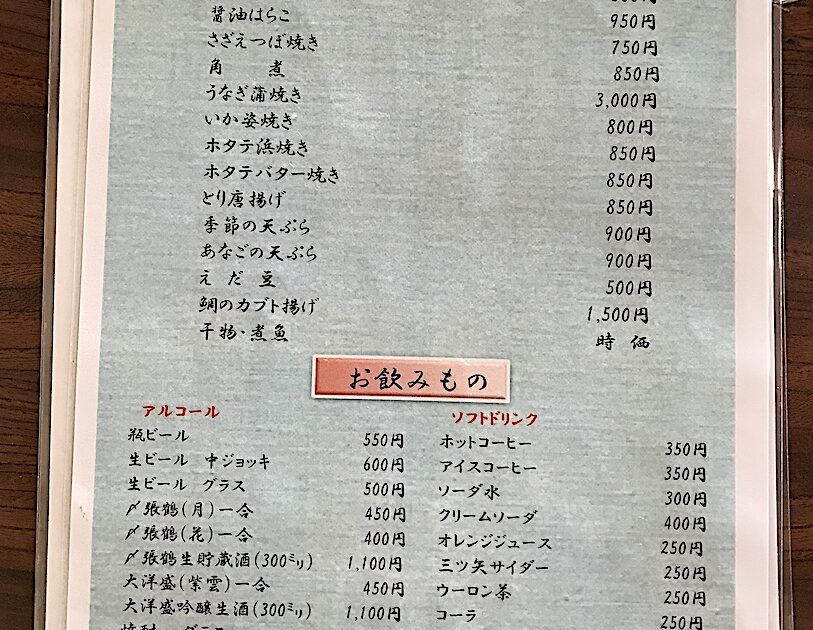 醤油はらこ 950円
さざえつぼ焼き 750円
角 煮 850円
うなぎ蒲焼き 3,000円
いか姿焼き 800円
ホタテ浜焼き 850円
ホタテバター焼き 850円
とり唐揚げ 850円
季節の天ぷら 900円
あなごの天ぷら 900円
えだ豆 500円
鯛のカブト揚げ 1,500円
干物・煮魚 時 価
お飲みもの
アルコール
瓶ビール 550円
生ビール 中ジョッキ 600円
生ビール グラス 500円
〆張鶴(月)一合 450円
〆張鶴(花)一合 400円
〆張鶴生貯蔵酒(300㍉) 1,100円
大洋盛(紫雲)一合 450円
大洋盛吟醸生酒(300㍉) 1,100円
ソフトドリンク
ホットコーヒー 350円
アイスコーヒー 350円
ソーダ水 300円
クリームソーダ 400円
オレンジジュース 250円
三ツ矢サイダー 250円
ウーロン茶 250円
コーラ 250円